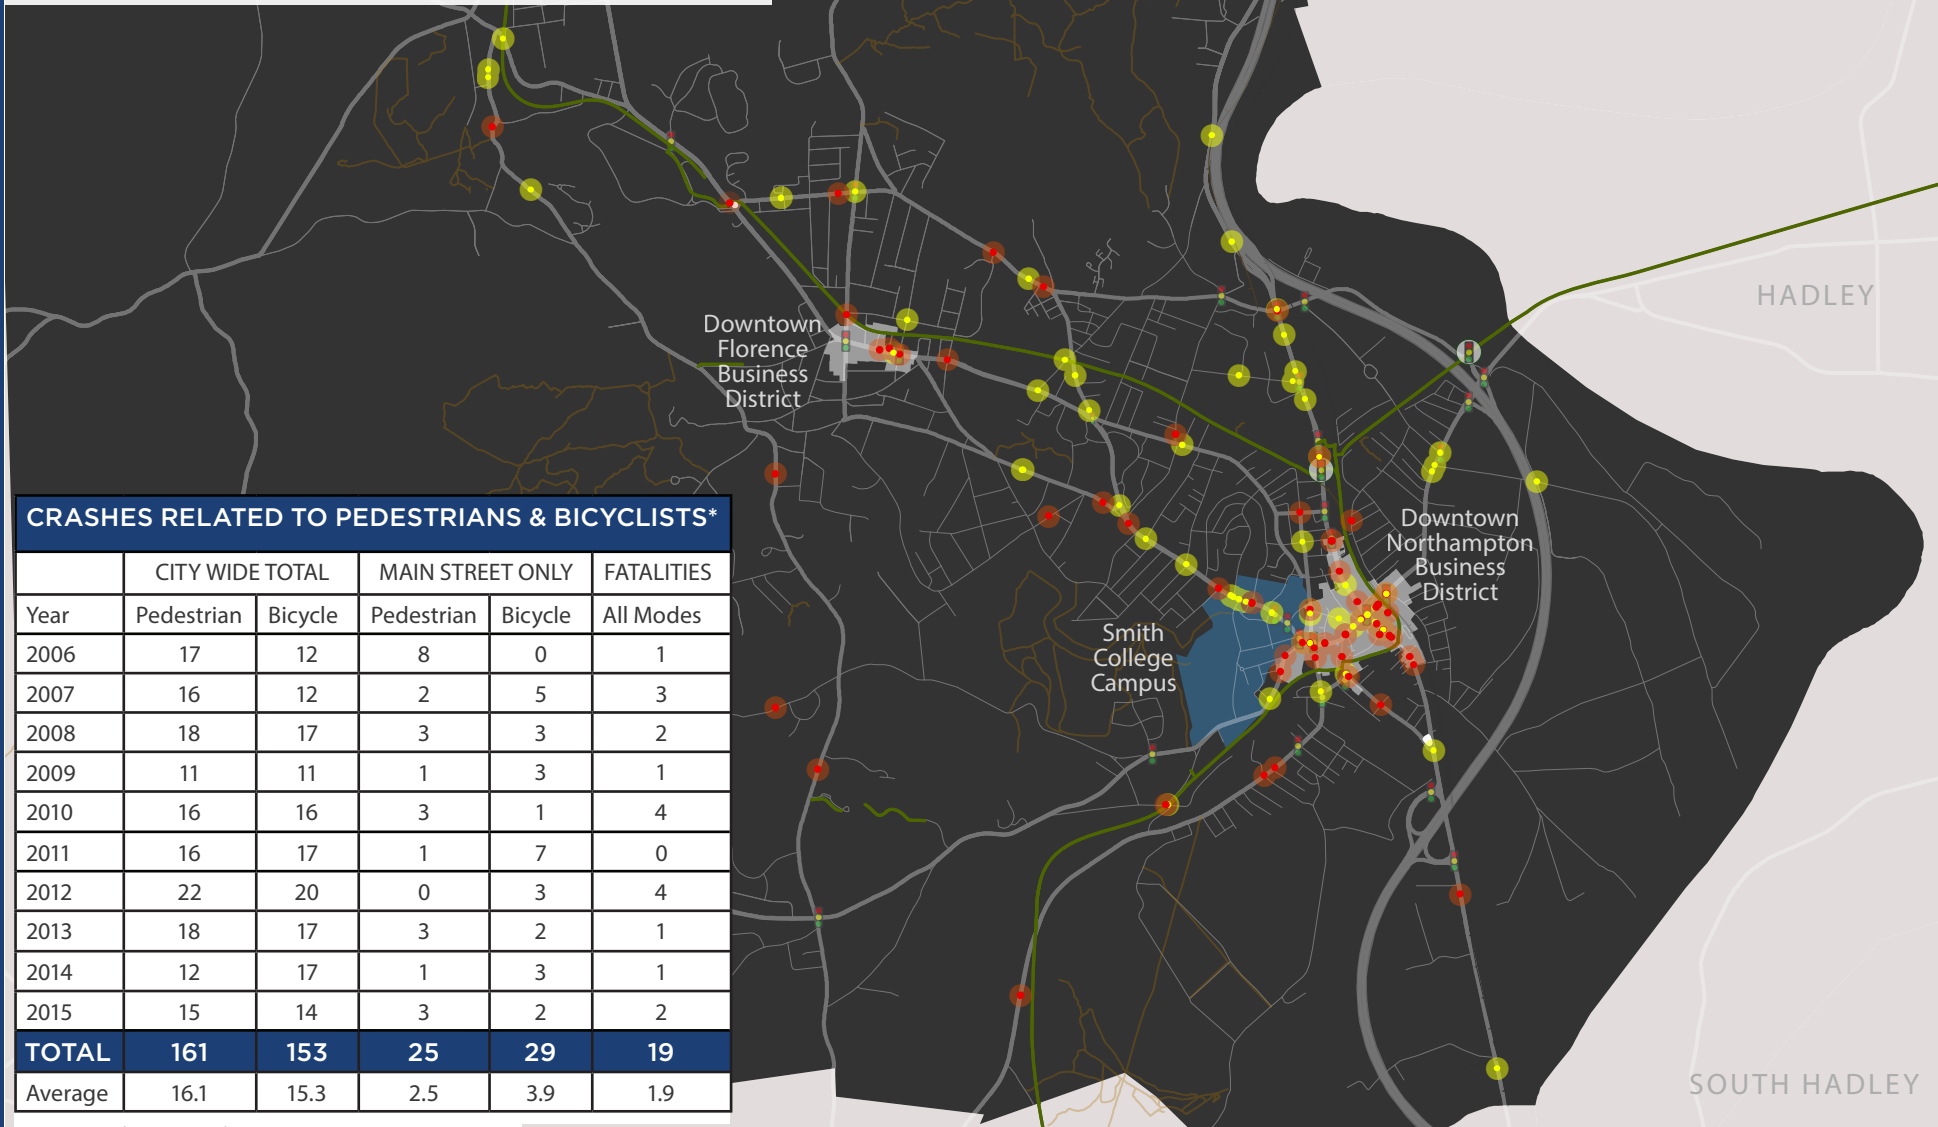 HADLEY
Downtown
Florence
Business
District
CRASHES RELATED TO PEDESTRIANS & BICYCLISTS*
CITY WIDE TOTAL MAIN STREET ONLY FATALITIES
Year Pedestrian Bicycle Pedestrian Bicycle All Modes
2006 17 12 8 0 1
2007 16 12 2 5 3
2008 18 17 3 3 2
2009 11 11 1 3 1
2010 16 16 3 1 4
2011 16 17 1 7 0
2012 22 20 0 3 4
2013 18 17 3 2 1
2014 12 17 1 3 1
2015 15 14 3 2 2
TOTAL 161 153 25 29 19
Average 16.1 15.3 2.5 3.9 1.9
Downtown
Northampton
Business
District
Smith
College
Campus
SOUTH HADLEY